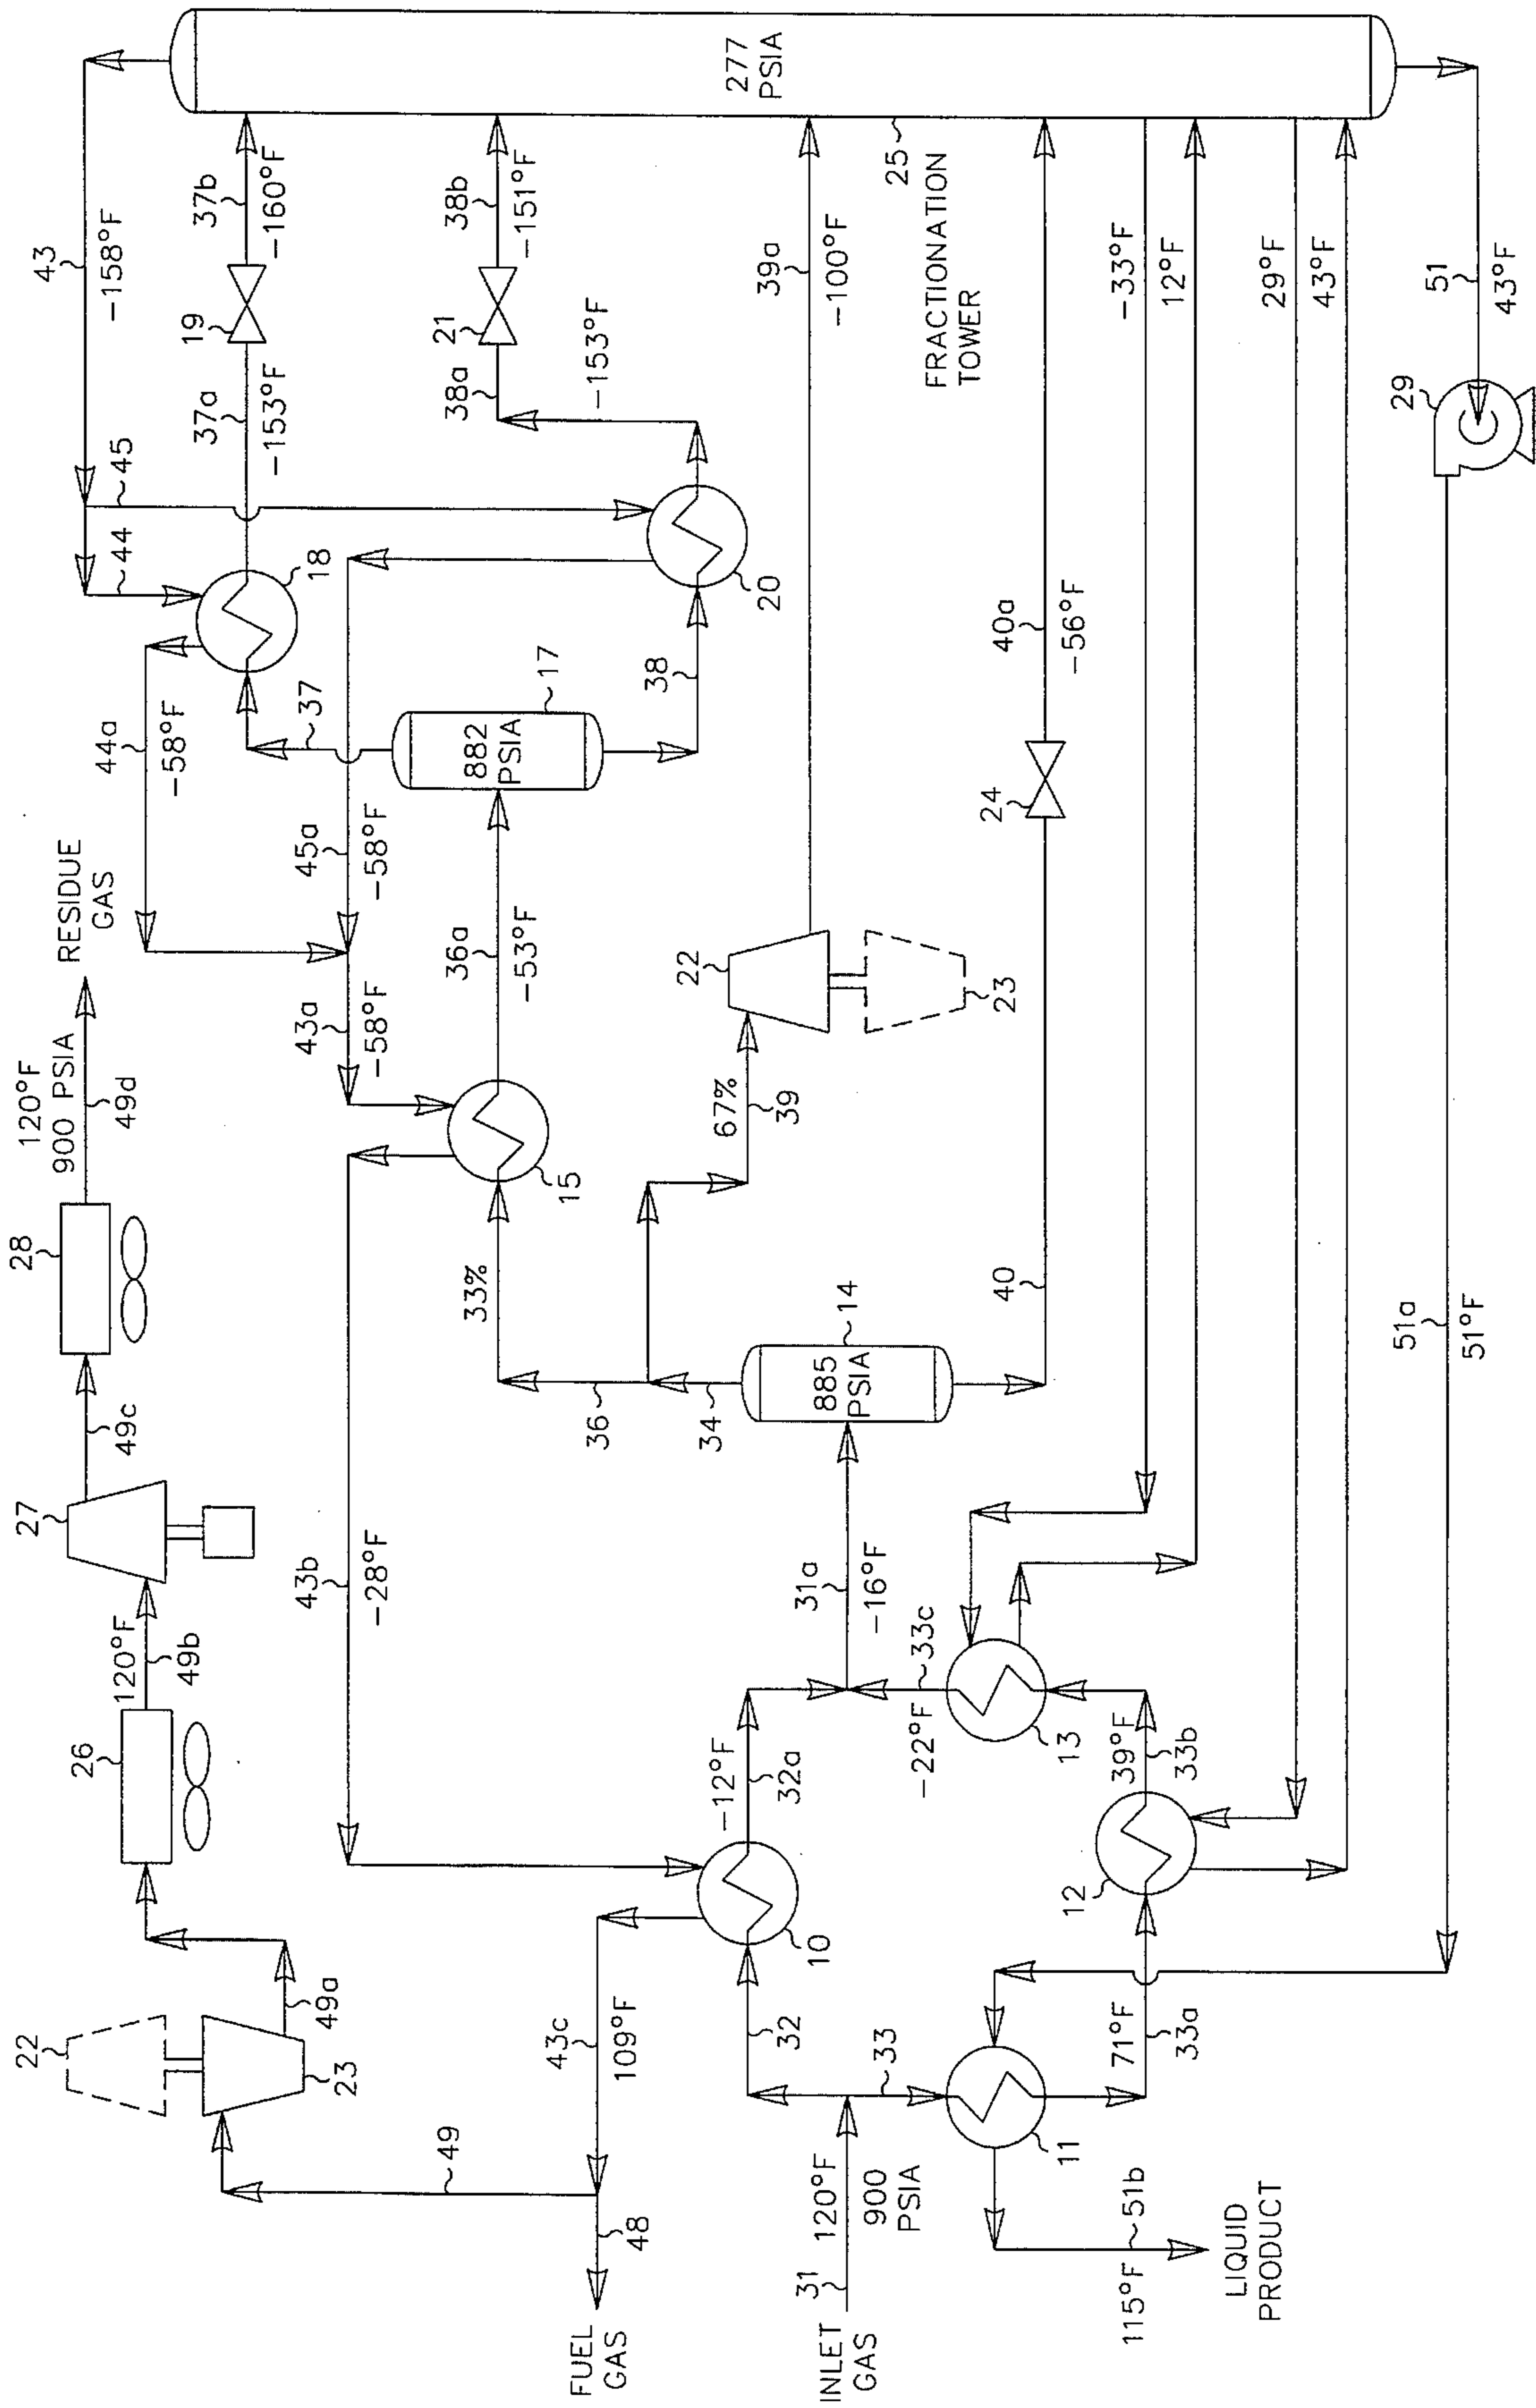 RESIDUE
GAS
120°F
900 PSIA
49d
28
49c
27
120°F
49b
26
49a
22
23
49
FUEL
GAS
48
43c
109°F
43
-158°F
45
44
37b
-160°F
19
37a
-153°F
18
44a
-58°F
37
45a
-58°F
43a
-58°F
43b
-28°F
38b
-151°F
21
38a
-153°F
20
38
17
882
PSIA
36a
-53°F
15
33%
36
34
277
PSIA
39a
-100°F
22
23
67%
39
25
FRACTIONATION
TOWER
40a
-56°F
24
40
14
885
PSIA
31a
-16°F
-12°F
32a
10
32
33
INLET
GAS
31
120°F
900
PSIA
-22°F
33c
13
39°F
33b
12
71°F
33a
11
-33°F
12°F
29°F
43°F
51
43°F
29
51a
51°F
115°F
51b
LIQUID
PRODUCT